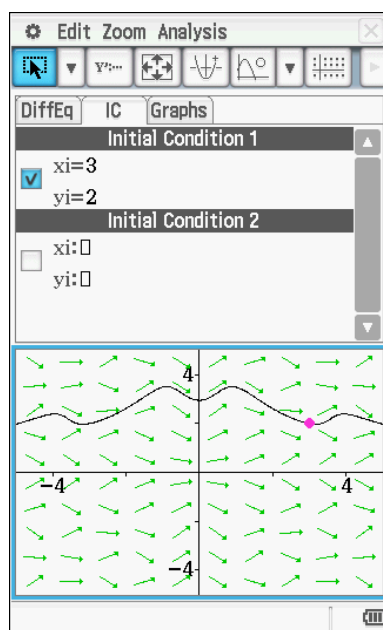 Edit Zoom Analysis
Y':…
DiffEq IC Graphs
Initial Condition 1
xi=3
yi=2
Initial Condition 2
xi:□
yi:□
4
-4 4
-4